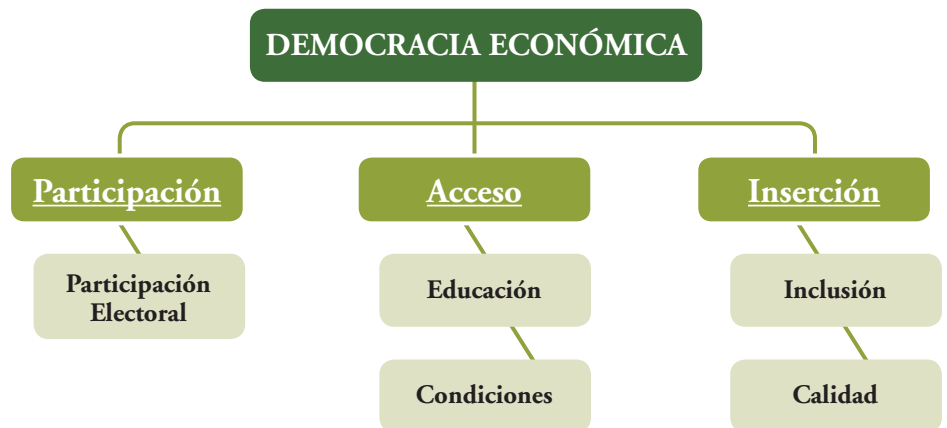 DEMOCRACIA ECONÓMICA
Participación
Acceso
Inserción
Participación
Electoral
Educación
Inclusión
Condiciones
Calidad